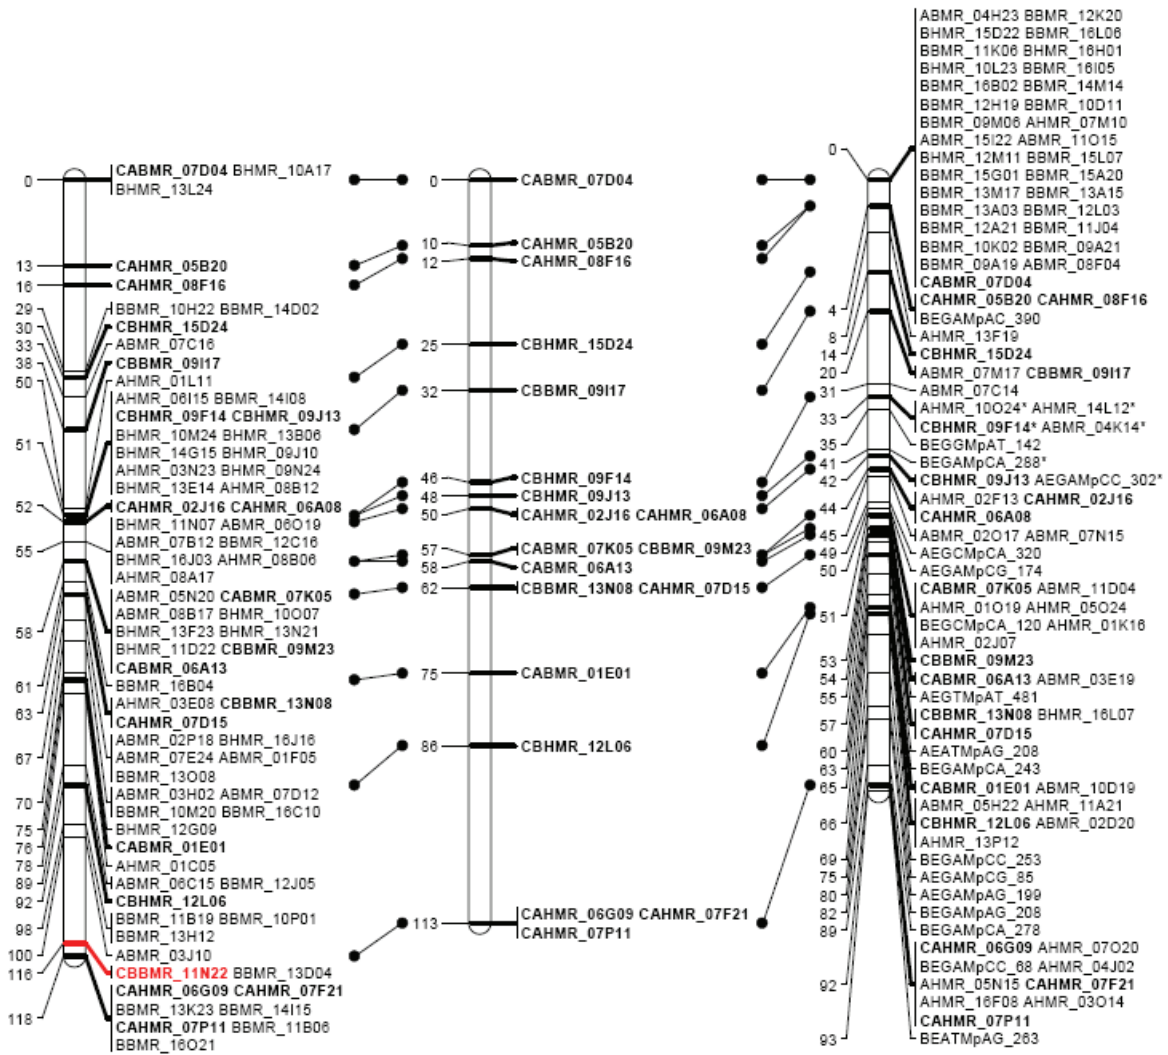 0
CABMR_07D04 BHMR_10A17
BHMR_13L24
13
CAHMR_05B20
16
CAHMR_08F16
29
BBMR_10H22 BBMR_14D02
30
CBHMR_15D24
33
ABMR_07C16
38
CBBMR_09I17
50
AHMR_01L11
AHMR_06I15 BBMR_14I08
CBHMR_09F14 CBHMR_09J13
51
BHMR_10M24 BHMR_13B06
BHMR_14G15 BHMR_09J10
AHMR_03N23 BHMR_09N24
BHMR_13E14 AHMR_08B12
52
CAHMR_02J16 CAHMR_06A08
BHMR_11N07 ABMR_06O19
55
ABMR_07B12 BBMR_12C16
BHMR_16J03 AHMR_08B06
AHMR_08A17
ABMR_05N20 CABMR_07K05
ABMR_08B17 BHMR_10O07
58
BHMR_13F23 BHMR_13N21
BHMR_11D22 CBBMR_09M23
CABMR_06A13
61
BBMR_16B04
63
AHMR_03E08 CBBMR_13N08
CAHMR_07D15
ABMR_02P18 BHMR_16J16
67
ABMR_07E24 ABMR_01F05
BBMR_13O08
70
ABMR_03H02 ABMR_07D12
BBMR_10M20 BBMR_16C10
75
BHMR_12G09
76
CABMR_01E01
78
AHMR_01C05
89
ABMR_06C15 BBMR_12J05
92
CBHMR_12L06
98
BBMR_11B19 BBMR_10P01
BBMR_13H12
100
ABMR_03J10
116
CBBMR_11N22 BBMR_13D04
CAHMR_06G09 CAHMR_07F21
BBMR_13K23 BBMR_14I15
118
CAHMR_07P11 BBMR_11B06
BBMR_16O21
0
CABMR_07D04
10
CAHMR_05B20
12
CAHMR_08F16
25
CBHMR_15D24
32
CBBMR_09I17
46
CBHMR_09F14
48
CBHMR_09J13
50
CAHMR_02J16 CAHMR_06A08
57
CABMR_07K05 CBBMR_09M23
58
CABMR_06A13
62
CBBMR_13N08 CAHMR_07D15
75
CABMR_01E01
86
CBHMR_12L06
113
CAHMR_06G09 CAHMR_07F21
CAHMR_07P11
ABMR_04H23 BBMR_12K20
BHMR_15D22 BBMR_16L06
BBMR_11K06 BHMR_16H01
BHMR_10L23 BBMR_16I05
BBMR_16B02 BBMR_14M14
BBMR_12H19 BBMR_10D11
BBMR_09M06 AHMR_07M10
0
ABMR_15I22 ABMR_11O15
BHMR_12M11 BBMR_15L07
BBMR_15G01 BBMR_15A20
BBMR_13M17 BBMR_13A15
BBMR_13A03 BBMR_12L03
BBMR_12A21 BBMR_11J04
BBMR_10K02 BBMR_09A21
BBMR_09A19 ABMR_08F04
CABMR_07D04
4
CAHMR_05B20 CAHMR_08F16
BEGAMpAC_390
8
AHMR_13F19
14
CBHMR_15D24
20
ABMR_07M17 CBBMR_09I17
31
ABMR_07C14
33
AHMR_10O24* AHMR_14L12*
CBHMR_09F14* ABMR_04K14*
35
BEGGMpAT_142
41
BEGAMpCA_288*
42
CBHMR_09J13 AEGAMpCC_302*
44
AHMR_02F13 CAHMR_02J16
CAHMR_06A08
45
ABMR_02O17 ABMR_07N15
49
AEGCMpCA_320
50
AEGAMpCG_174
CABMR_07K05 ABMR_11D04
51
AHMR_01O19 AHMR_05O24
BEGCMpCA_120 AHMR_01K16
AHMR_02J07
53
CBBMR_09M23
54
CABMR_06A13 ABMR_03E19
55
AEGTMpAT_481
57
CBBMR_13N08 BHMR_16L07
CAHMR_07D15
60
AEATMpAG_208
63
BEGAMpCA_243
65
CABMR_01E01 ABMR_10D19
ABMR_05H22 AHMR_11A21
66
CBHMR_12L06 ABMR_02D20
AHMR_13P12
69
BEGAMpCC_253
75
AEGAMpCG_85
80
AEGAMpAG_199
82
BEGAMpAG_208
89
BEGAMpCA_278
CAHMR_06G09 AHMR_07O20
BEGAMpCC_68 AHMR_04J02
92
AHMR_05N15 CAHMR_07F21
AHMR_16F08 AHMR_03O14
CAHMR_07P11
93
BEATMpAG_263